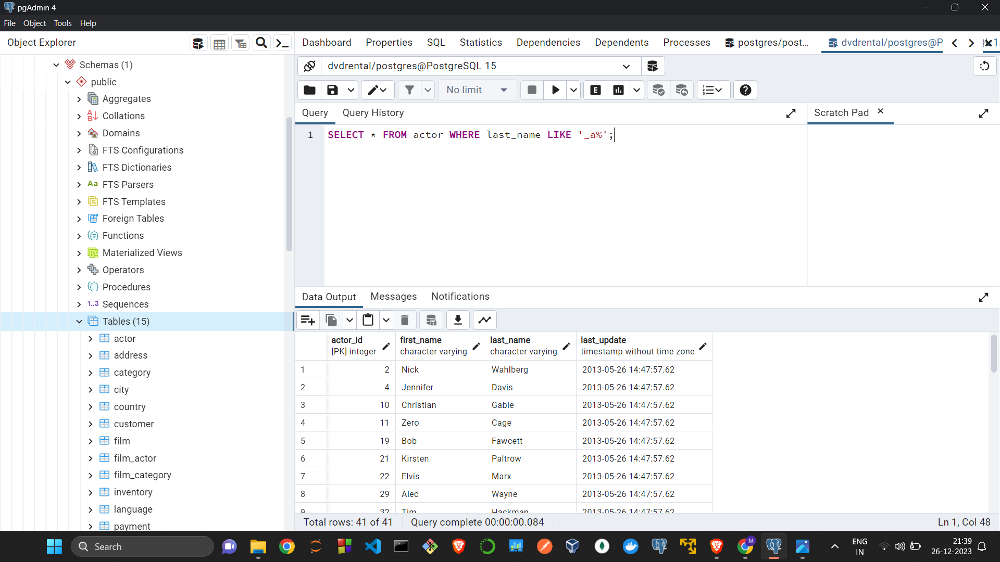 pgAdmin 4
File Object Tools Help
Object Explorer
Dashboard Properties SQL Statistics Dependencies Dependents Processes postgres/post... dvdrental/postgres@P
Schemas (1)
public
Aggregates
Collations
Domains
FTS Configurations
FTS Dictionaries
Aa FTS Parsers
FTS Templates
Foreign Tables
Functions
Materialized Views
Operators
Procedures
1..3 Sequences
Tables (15)
actor
address
category
city
country
customer
film
film_actor
film_category
inventory
language
payment
dvdrental/postgres@PostgreSQL 15
No limit
E
Query Query History
Scratch Pad
1 SELECT * FROM actor WHERE last_name LIKE '_a%';
Data Output Messages Notifications
actor_id first_name last_name last_update
[PK] integer character varying character varying timestamp without time zone
1 2 Nick Wahlberg 2013-05-26 14:47:57.62
2 4 Jennifer Davis 2013-05-26 14:47:57.62
3 10 Christian Gable 2013-05-26 14:47:57.62
4 11 Zero Cage 2013-05-26 14:47:57.62
5 19 Bob Fawcett 2013-05-26 14:47:57.62
6 21 Kirsten Paltrow 2013-05-26 14:47:57.62
7 22 Elvis Marx 2013-05-26 14:47:57.62
8 29 Alec Wayne 2013-05-26 14:47:57.62
9 32 Tim Hackman 2013-05-26 14:47:57.62
Total rows: 41 of 41 Query complete 00:00:00.084 Ln 1, Col 48
Search
M
ENG
IN
21:39
26-12-2023